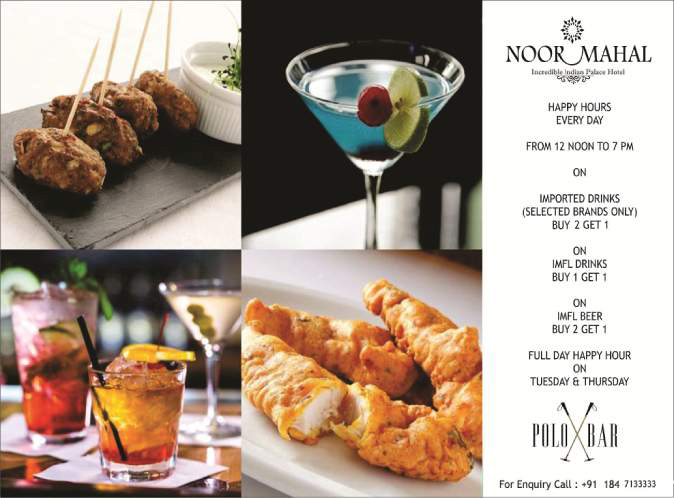 NOOR MAHAL
Incredible Indian Palace Hotel
HAPPY HOURS
EVERY DAY
FROM 12 NOON TO 7 PM
ON
IMPORTED DRINKS
(SELECTED BRANDS ONLY)
BUY 2 GET 1
ON
IMFL DRINKS
BUY 1 GET 1
ON
IMFL BEER
BUY 2 GET 1
FULL DAY HAPPY HOUR
ON
TUESDAY & THURSDAY
POLO BAR
For Enquiry Call : +91 184 7133333